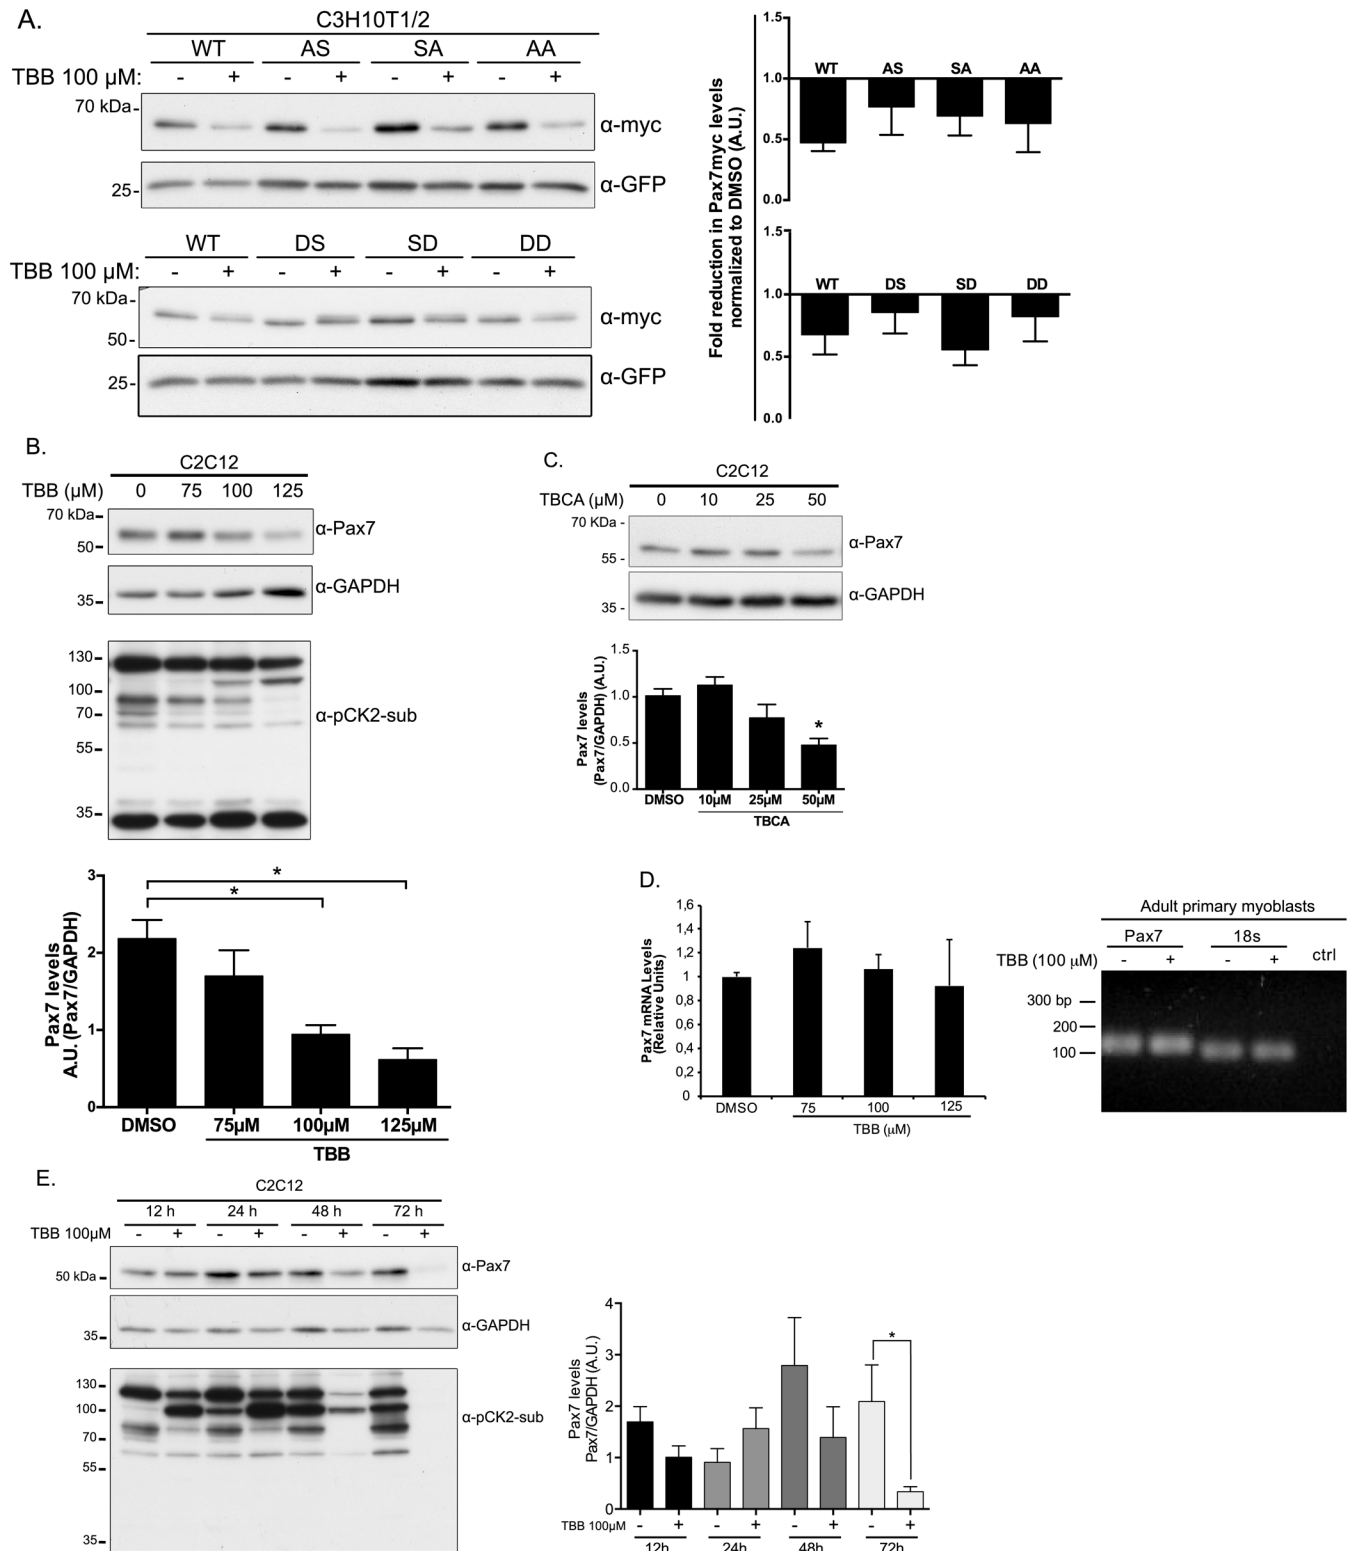 A.
C3H10T1/2
WT AS SA AA
TBB 100 µM: - + - + - + - +
70 kDa-
α-myc
25-
α-GFP
WT DS SD DD
TBB 100 µM: - + - + - + - +
70 kDa-
α-myc
50-
25-
α-GFP
Fold reduction in Pax7myc levels
normalized to DMSO (A.U.)
1.5
1.0
WT AS SA AA
0.5
0.0
1.5
WT DS SD DD
1.0
0.5
0.0
B.
C2C12
TBB (µM) 0 75 100 125
70 kDa-
α-Pax7
50-
α-GAPDH
35-
130-
100-
70-
α-pCK2-sub
55-
35-
Pax7 levels
A.U. (Pax7/GAPDH)
3
*
*
2
1
0
DMSO 75µM 100µM 125µM
TBB
C.
C2C12
TBCA (µM) 0 10 25 50
70 KDa -
α-Pax7
55 -
α-GAPDH
35 -
Pax7 levels
(Pax7/GAPDH) (A.U.)
1.5
1.0
*
0.5
0.0
DMSO 10µM 25µM 50µM
TBCA
D.
Pax7 mRNA Levels
(Relative Units)
1,6
1,4
1,2
1
0,8
0,6
0,4
0,2
0
DMSO 75 100 125
TBB (µM)
Adult primary myoblasts
Pax7 18s ctrl
TBB (100 µM) - + - +
300 bp
200
100
E.
C2C12
12 h 24 h 48 h 72 h
TBB 100µM - + - + - + - +
α-Pax7
50 kDa
α-GAPDH
35
130
100
α-pCK2-sub
70
55
35
Pax7 levels
Pax7/GAPDH (A.U.)
4
*
3
2
1
0
TBB 100µM - + - + - + - +
12h 24h 48h 72h